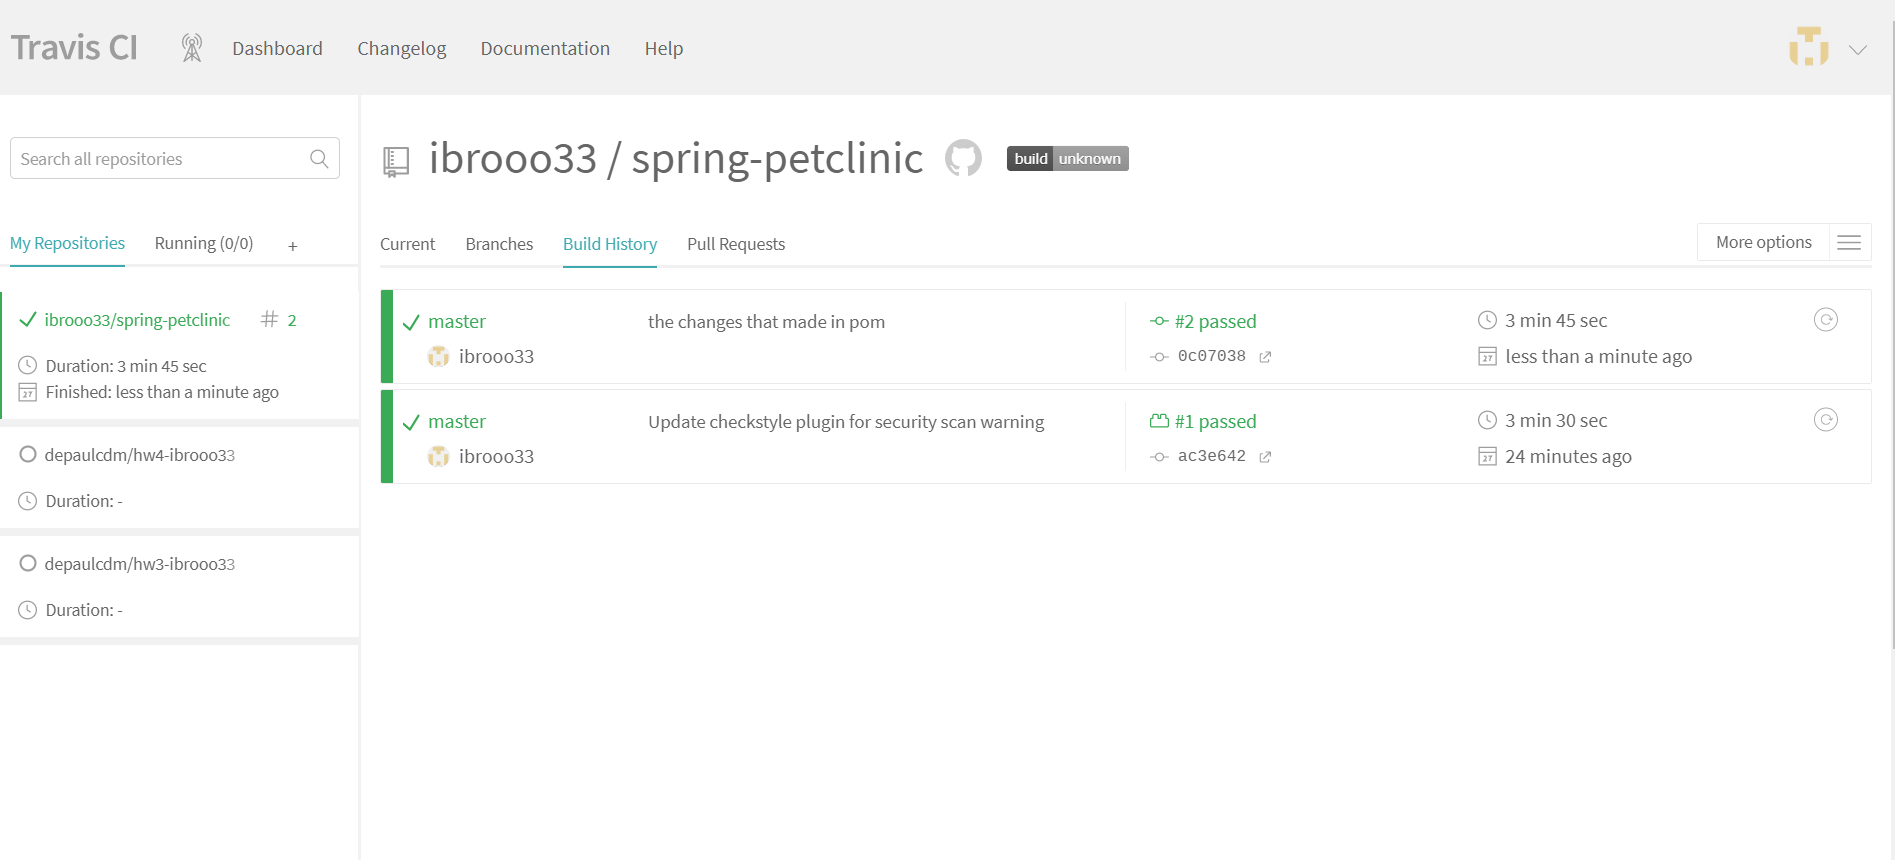 Travis CI
Dashboard
Changelog
Documentation
Help
Search all repositories
My Repositories
Running (0/0)
+
ibrooo33/spring-petclinic
# 2
Duration: 3 min 45 sec
27
Finished: less than a minute ago
depaulcdm/hw4-ibrooo33
Duration: -
depaulcdm/hw3-ibrooo33
Duration: -
ibrooo33 / spring-petclinic
build unknown
Current
Branches
Build History
Pull Requests
More options
master
the changes that made in pom
#2 passed
3 min 45 sec
ibrooo33
0c07038
27
less than a minute ago
master
Update checkstyle plugin for security scan warning
#1 passed
3 min 30 sec
ibrooo33
ac3e642
27
24 minutes ago